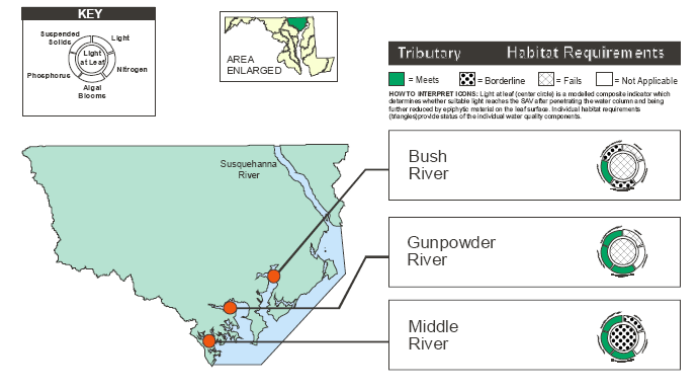 KEY
Suspended
Solids
Light
Light
at Leaf
Phosphorus
Nitrogen
Algal
Blooms
AREA
ENLARGED
Tributary Habitat Requirements
= Meets = Borderline = Fails = Not Applicable
HOW TO INTERPRET ICONS: Light at leaf (center circle) is a modelled composite indicator which
determines whether suitable light reaches the SAV after penetrating the water column and being
further reduced by epiphytic material on the leaf surface. Individual habitat requirements
(triangles)provide status of the individual water quality components.
Susquehanna
River
Bush
River
Gunpowder
River
Middle
River